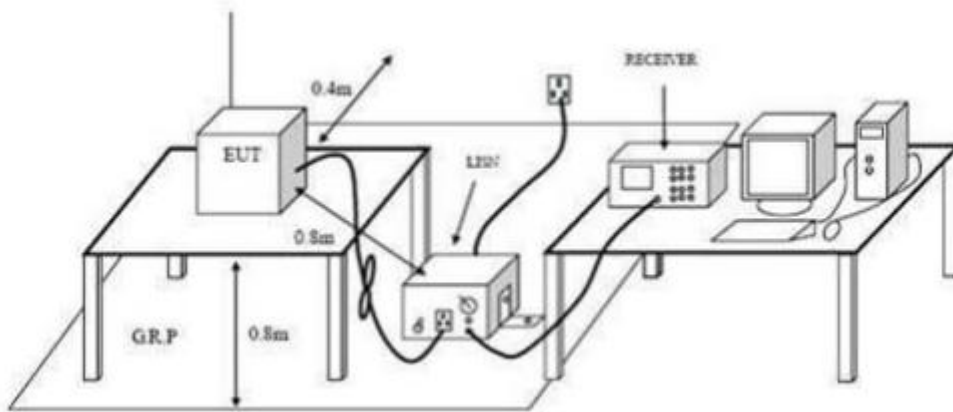 0.4m
RECEIVER
EUT
LISN
0.8m
G.R.P
0.8m